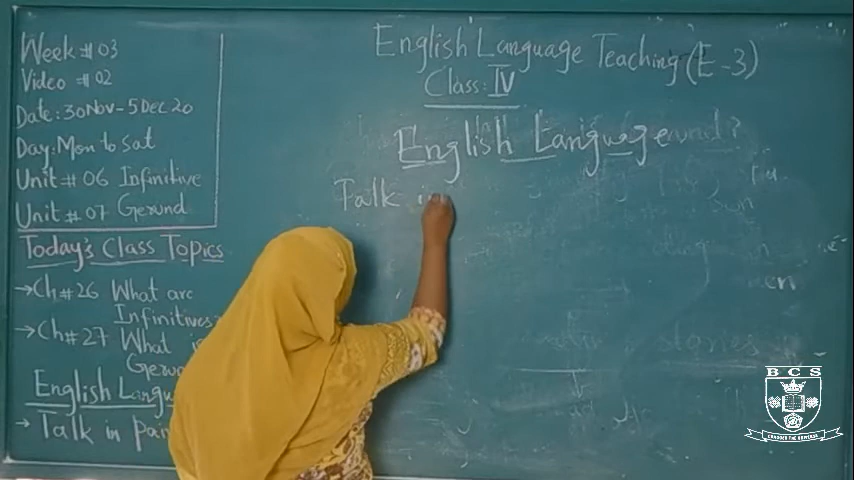 Week # 03
Video # 02
Date: 30 Nov - 5 Dec 20
Day: Mon to Sat
Unit # 06 Infinitive
Unit # 07 Gerund
Today's Class Topics
→ Ch # 26 What are
Infinitives?
→ Ch # 27 What is
Gerund
English Langu
→ Talk in Pair
English Language Teaching (E-3)
Class: IV
English Language
Talk in
BCS